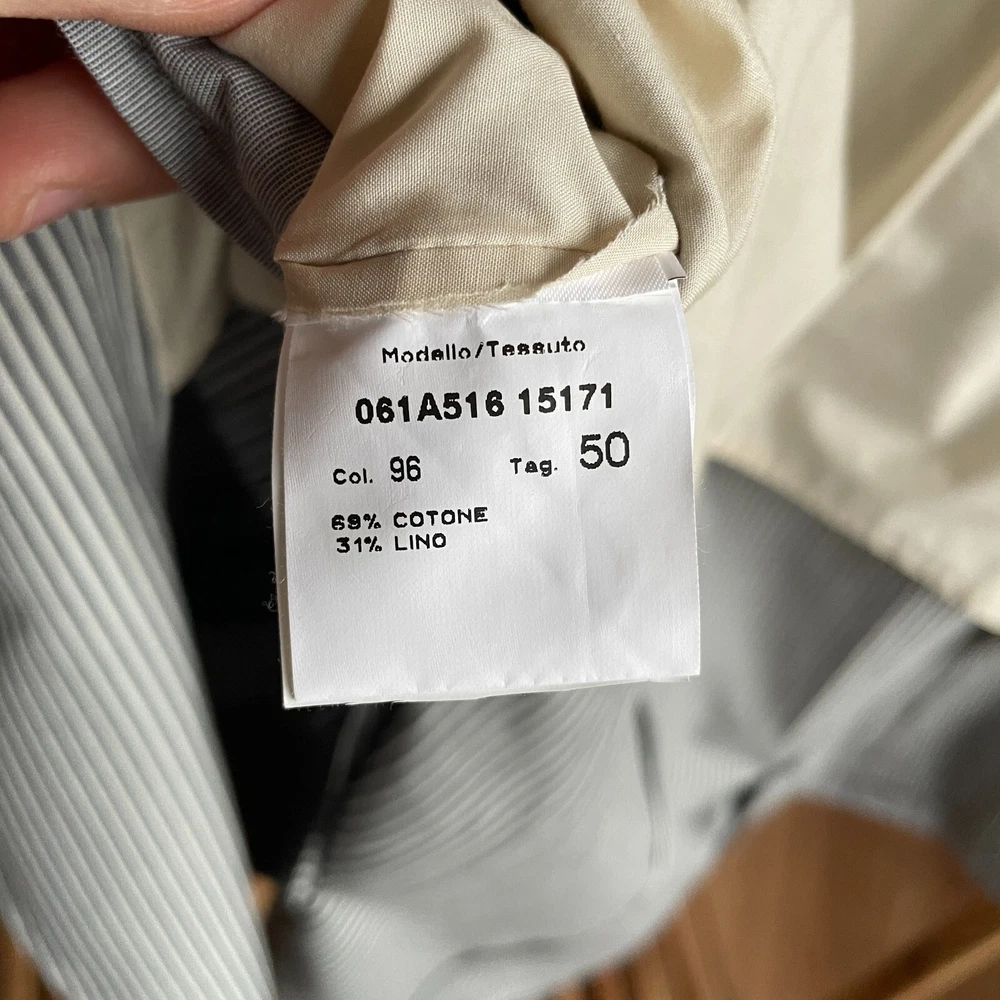 Modello/Tessuto
061A516 15171
Col. 96 Tag. 50
69% COTONE
31% LINO